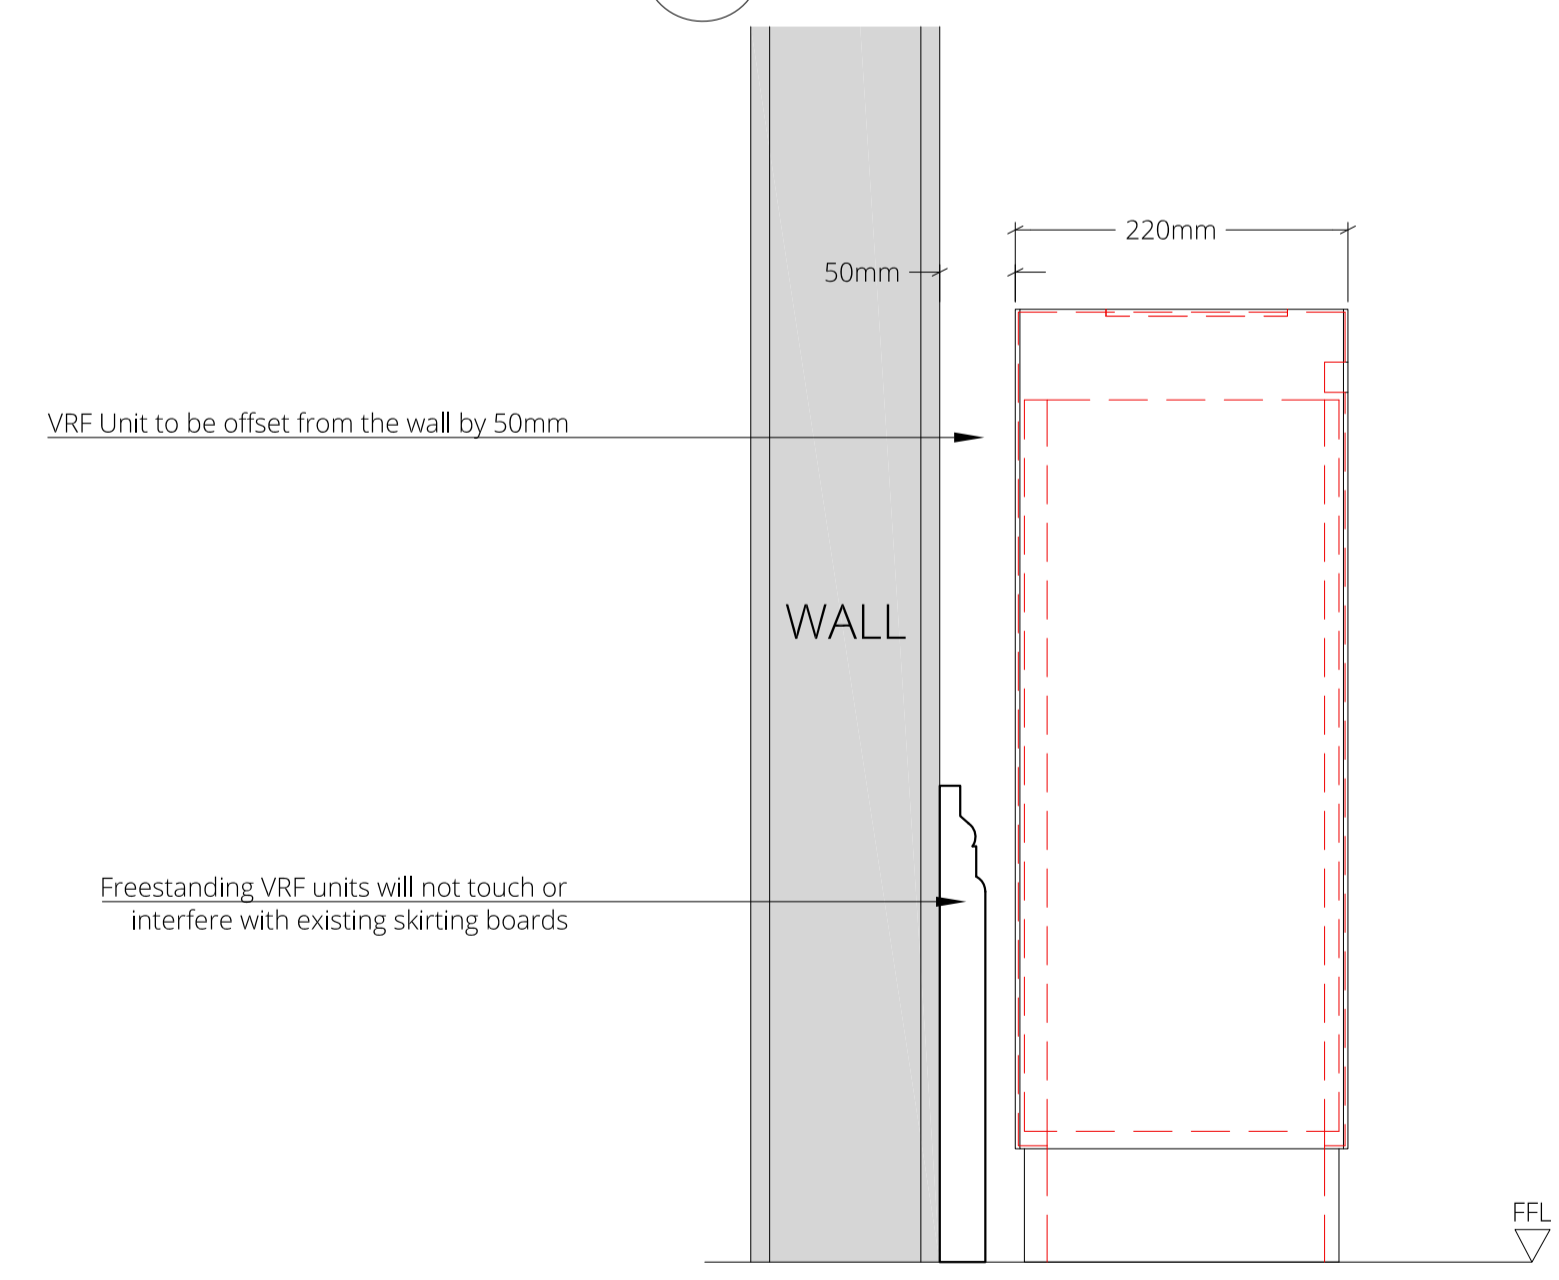 220mm
50mm
VRF Unit to be offset from the wall by 50mm
WALL
Freestanding VRF units will not touch or
interfere with existing skirting boards
FFL